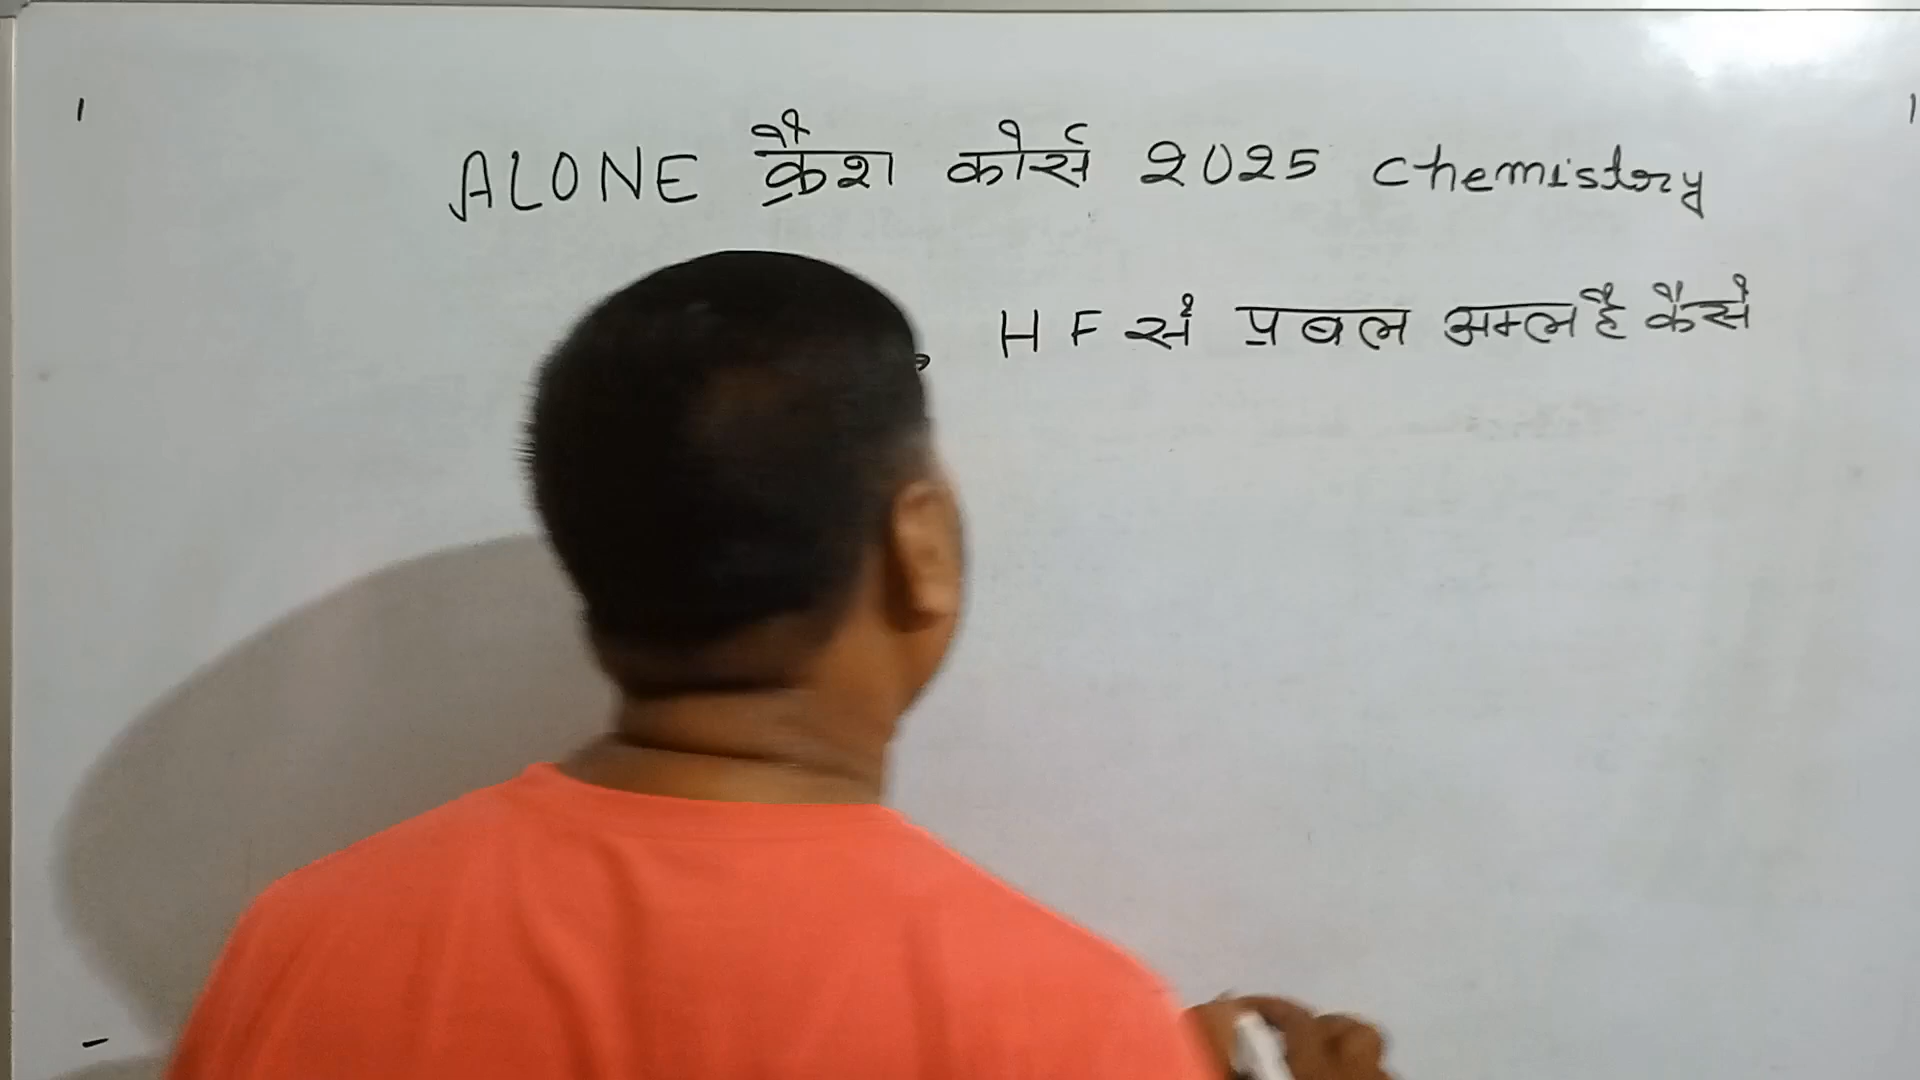 ALONE क्रैश कोर्स 2025 Chemistry
HF से प्रबल अम्ल है कैसे